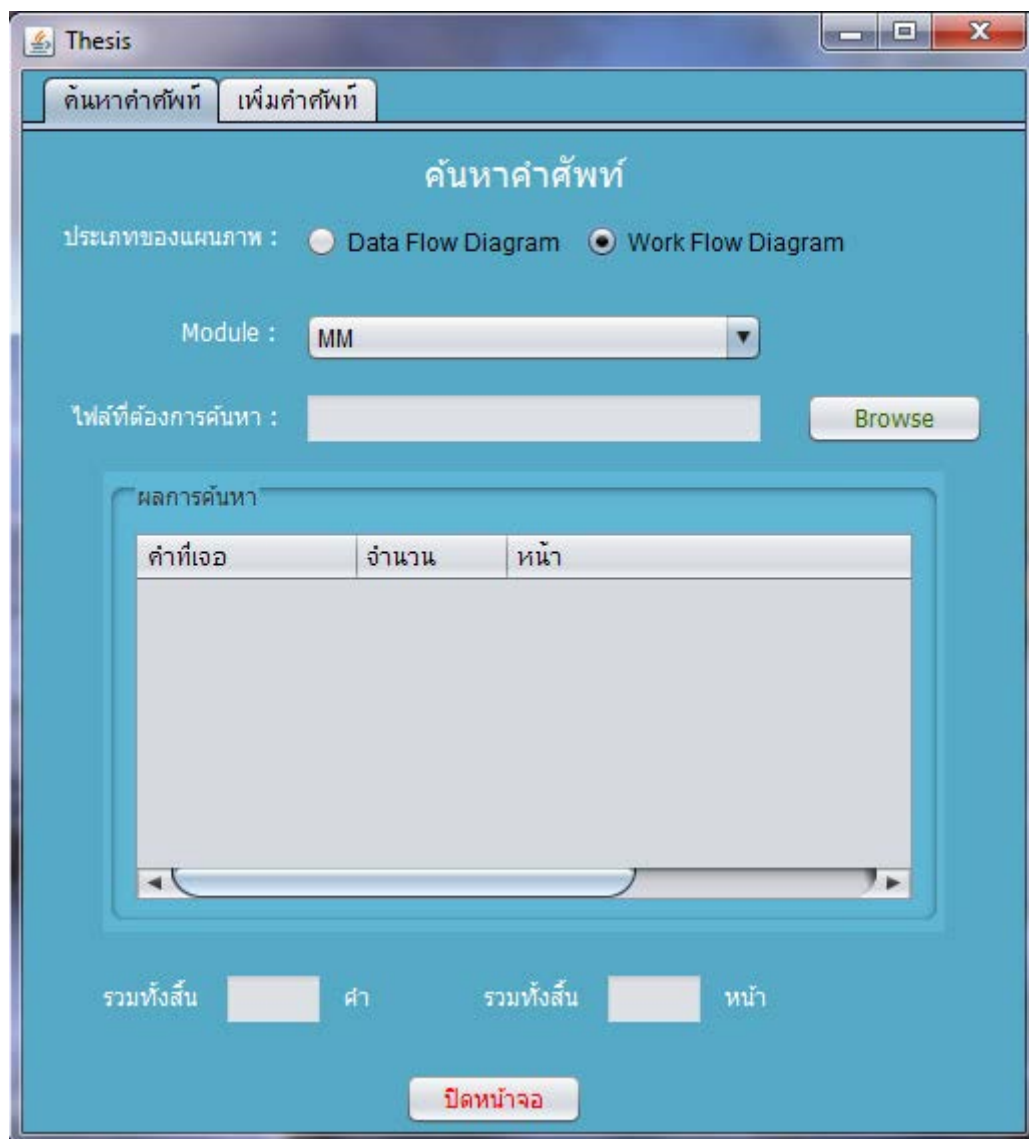 Thesis
ค้นหาคำศัพท์ เพิ่มคำศัพท์
ค้นหาคำศัพท์
ประเภทของแผนภาพ : Data Flow Diagram Work Flow Diagram
Module : MM
ไฟล์ที่ต้องการค้นหา : Browse
ผลการค้นหา
คำที่เจอ จำนวน หน้า
รวมทั้งสิ้น คำ รวมทั้งสิ้น หน้า
ปิดหน้าจอ